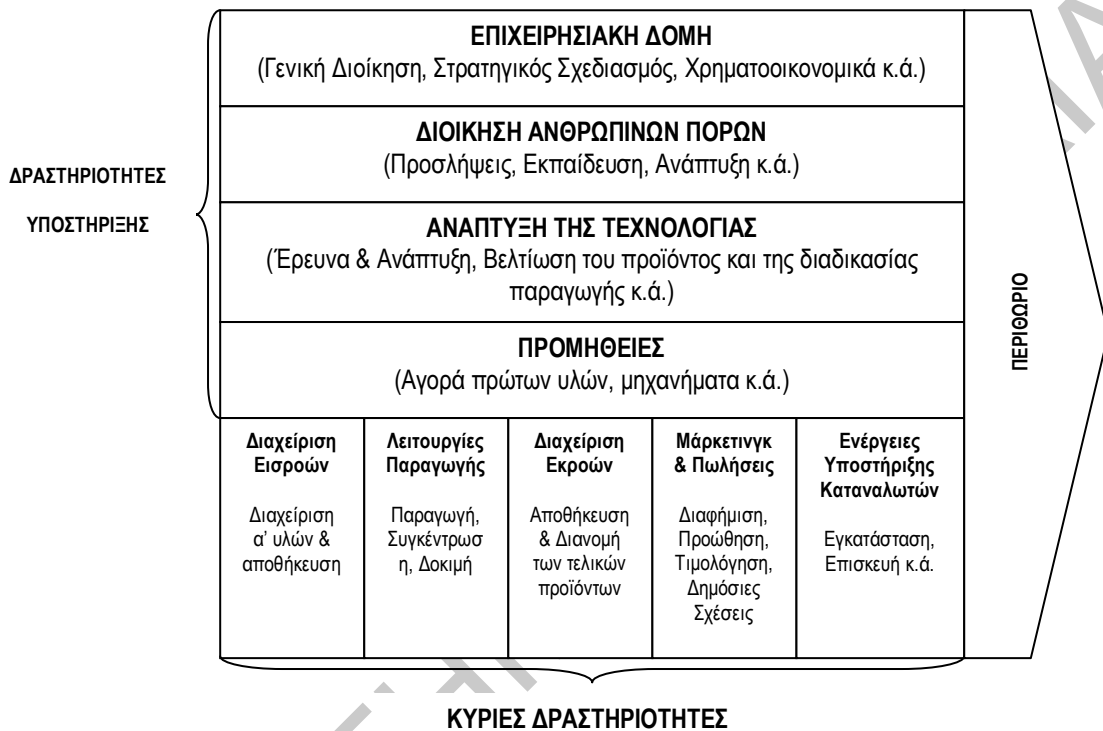 ΕΠΙΧΕΙΡΗΣΙΑΚΗ ΔΟΜΗ
(Γενική Διοίκηση, Στρατηγικός Σχεδιασμός, Χρηματοοικονομικά κ.ά.)
ΔΙΟΙΚΗΣΗ ΑΝΘΡΩΠΙΝΩΝ ΠΟΡΩΝ
(Προσλήψεις, Εκπαίδευση, Ανάπτυξη κ.ά.)
ΔΡΑΣΤΗΡΙΟΤΗΤΕΣ
ΥΠΟΣΤΗΡΙΞΗΣ
ΑΝΑΠΤΥΞΗ ΤΗΣ ΤΕΧΝΟΛΟΓΙΑΣ
(Έρευνα & Ανάπτυξη, Βελτίωση του προϊόντος και της διαδικασίας
παραγωγής κ.ά.)
ΠΡΟΜΗΘΕΙΕΣ
(Αγορά πρώτων υλών, μηχανήματα κ.ά.)
ΠΕΡΙΘΩΡΙΟ
Διαχείριση
Εισροών
Διαχείριση
α' υλών &
αποθήκευση
Λειτουργίες
Παραγωγής
Παραγωγή,
Συγκέντρωσ
η, Δοκιμή
Διαχείριση
Εκροών
Αποθήκευση
& Διανομή
των τελικών
προϊόντων
Μάρκετινγκ
& Πωλήσεις
Διαφήμιση,
Προώθηση,
Τιμολόγηση,
Δημόσιες
Σχέσεις
Ενέργειες
Υποστήριξης
Καταναλωτών
Εγκατάσταση,
Επισκευή κ.ά.
ΚΥΡΙΕΣ ΔΡΑΣΤΗΡΙΟΤΗΤΕΣ